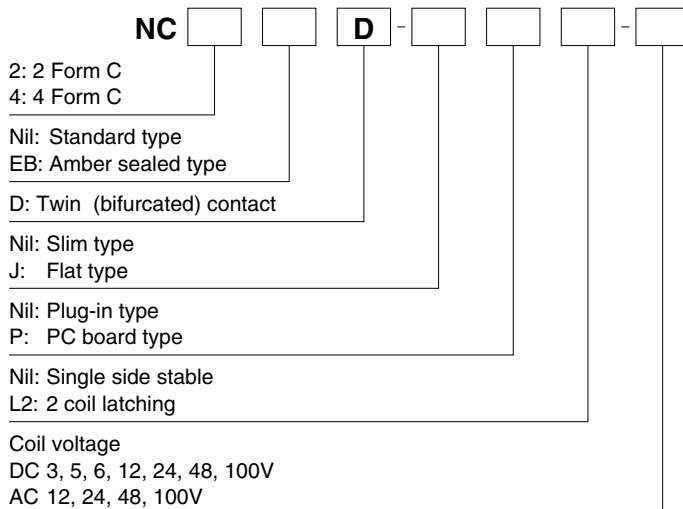 NC D - -
2: 2 Form C
4: 4 Form C
Nil: Standard type
EB: Amber sealed type
D: Twin (bifurcated) contact
Nil: Slim type
J: Flat type
Nil: Plug-in type
P: PC board type
Nil: Single side stable
L2: 2 coil latching
Coil voltage
DC 3, 5, 6, 12, 24, 48, 100V
AC 12, 24, 48, 100V